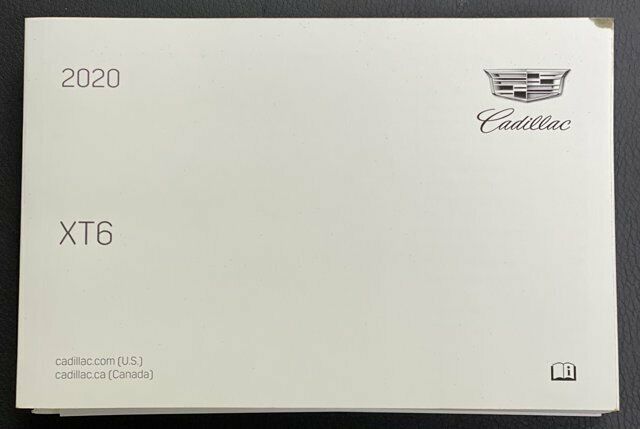 2020
Cadillac
XT6
cadillac.com (U.S.)
cadillac.ca (Canada)
i